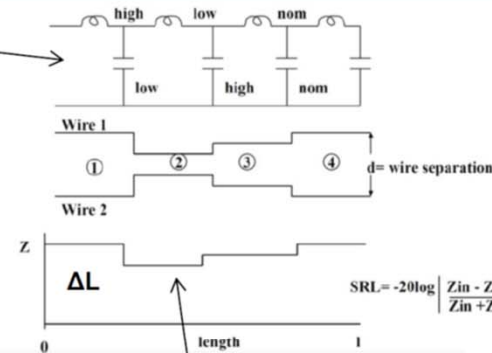 high low nom
low high nom
Wire 1
① ② ③ ④ d= wire separation
Wire 2
Z
ΔL
SRL= -20log | Zin - Z
Zin +Z
length
0 1